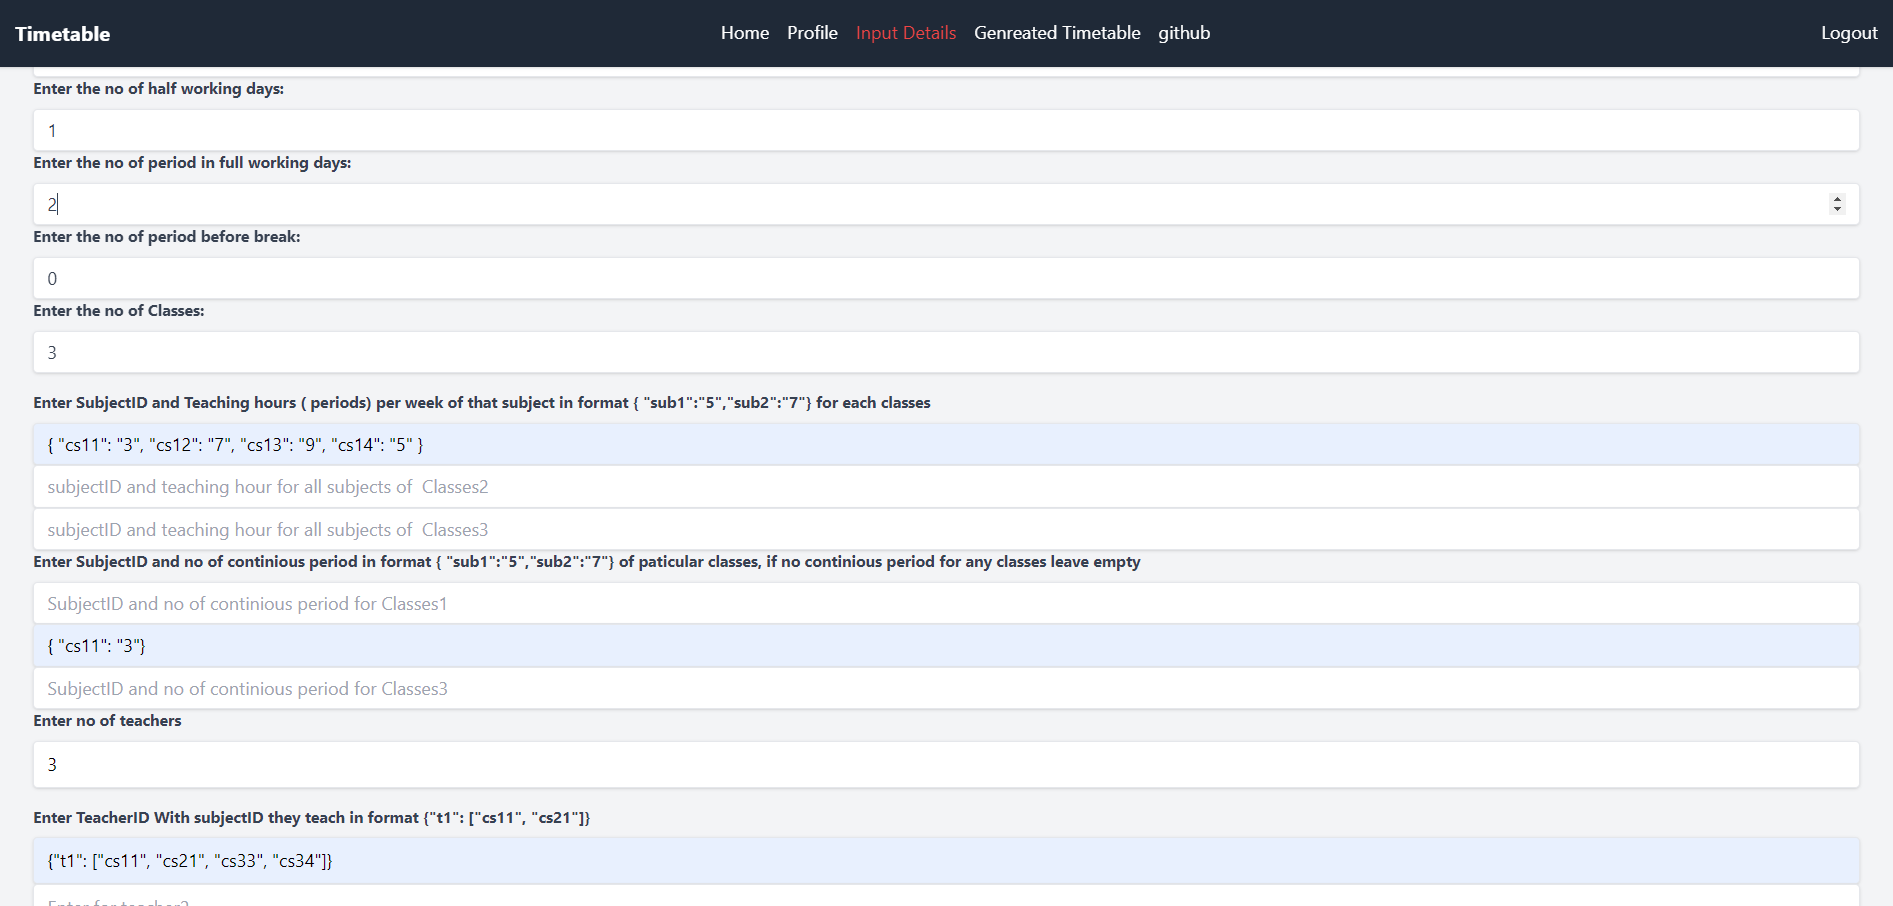 Timetable
Home Profile Input Details Genreated Timetable github
Logout
Enter the no of half working days:
1
Enter the no of period in full working days:
2
Enter the no of period before break:
0
Enter the no of Classes:
3
Enter SubjectID and Teaching hours ( periods) per week of that subject in format { "sub1":"5","sub2":"7"} for each classes
{ "cs11": "3", "cs12": "7", "cs13": "9", "cs14": "5" }
subjectID and teaching hour for all subjects of  Classes2
subjectID and teaching hour for all subjects of  Classes3
Enter SubjectID and no of continious period in format { "sub1":"5","sub2":"7"} of paticular classes, if no continious period for any classes leave empty
SubjectID and no of continious period for Classes1
{ "cs11": "3"}
SubjectID and no of continious period for Classes3
Enter no of teachers
3
Enter TeacherID With subjectID they teach in format {"t1": ["cs11", "cs21"]}
{"t1": ["cs11", "cs21", "cs33", "cs34"]}
Enter for teacher2